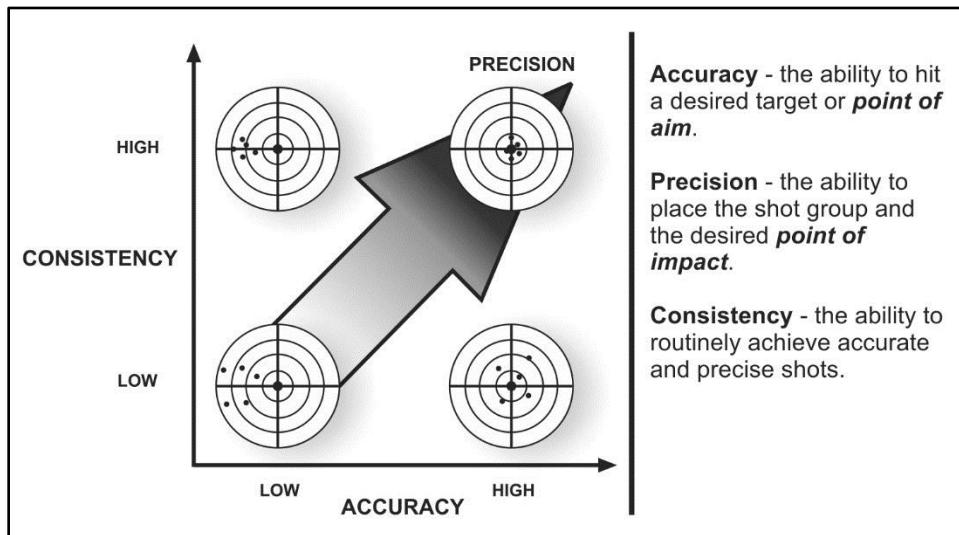 PRECISION
HIGH
CONSISTENCY
LOW
LOW
HIGH
ACCURACY
Accuracy - the ability to hit
a desired target or point of
aim.
Precision - the ability to
place the shot group and
the desired point of
impact.
Consistency - the ability to
routinely achieve accurate
and precise shots.